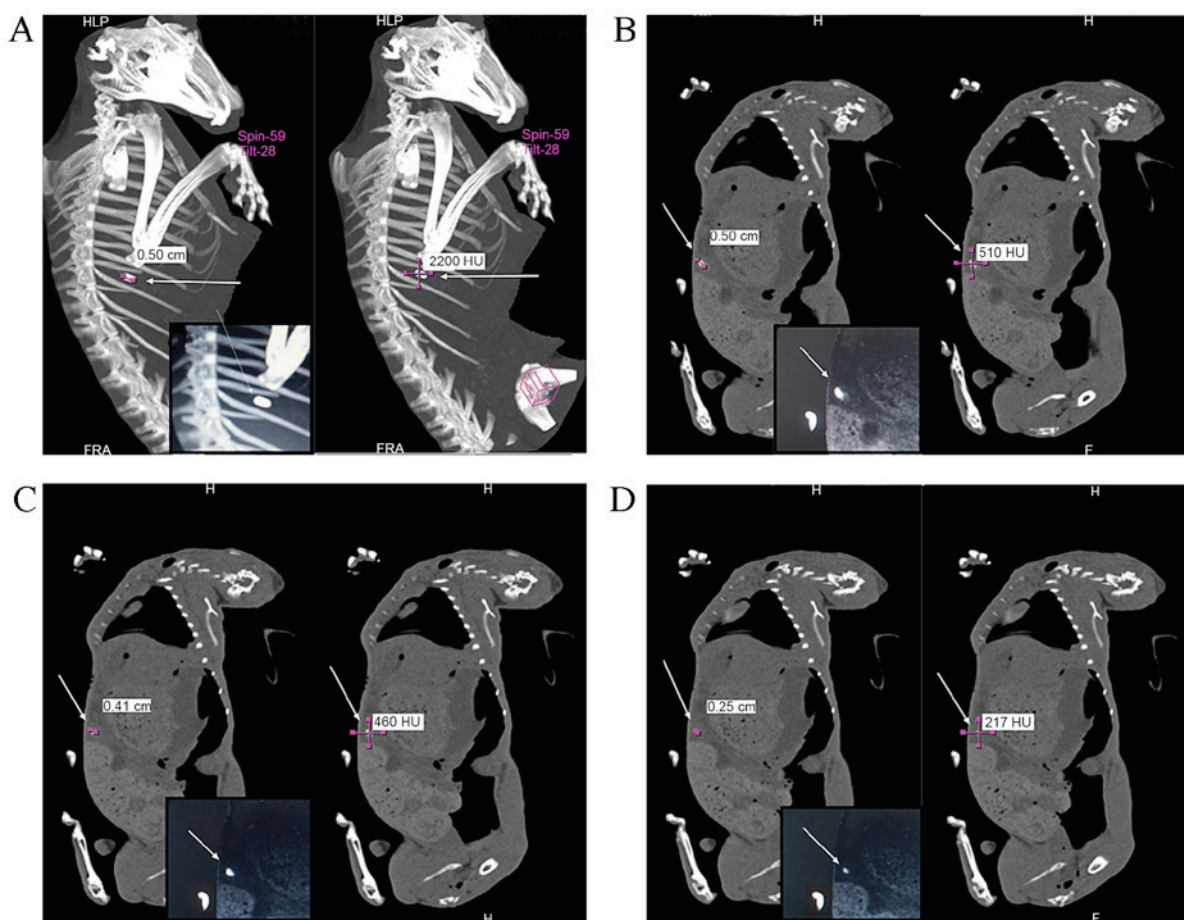 A
HLP
Spin-59
Tilt-28
Spin-59
Tilt-28
0.50 cm
2200 HU
FRA
FRA
B
H
H
0.50 cm
510 HU
F
C
H
H
0.41 cm
460 HU
H
D
H
H
0.25 cm
217 HU
F